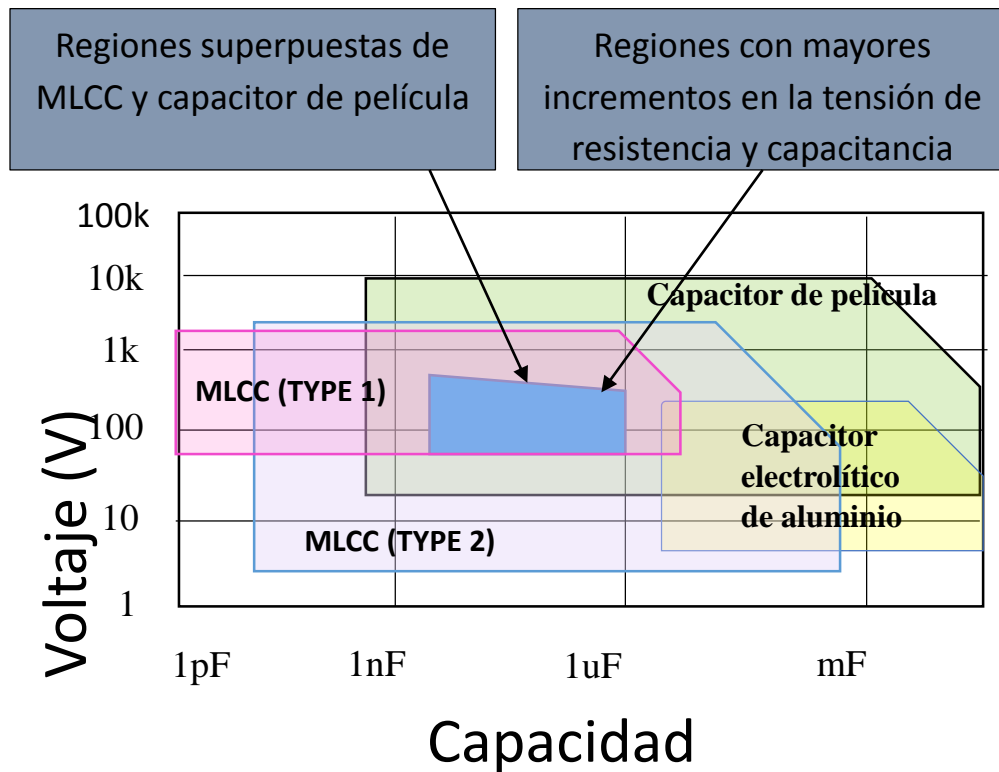 Regiones superpuestas de
MLCC y capacitor de película
Regiones con mayores
incrementos en la tensión de
resistencia y capacitancia
100k
10k
1k
100
10
1
Voltaje (V)
Capacitor de película
MLCC (TYPE 1)
Capacitor
electrolítico
de aluminio
MLCC (TYPE 2)
1pF
1nF
1uF
mF
Capacidad